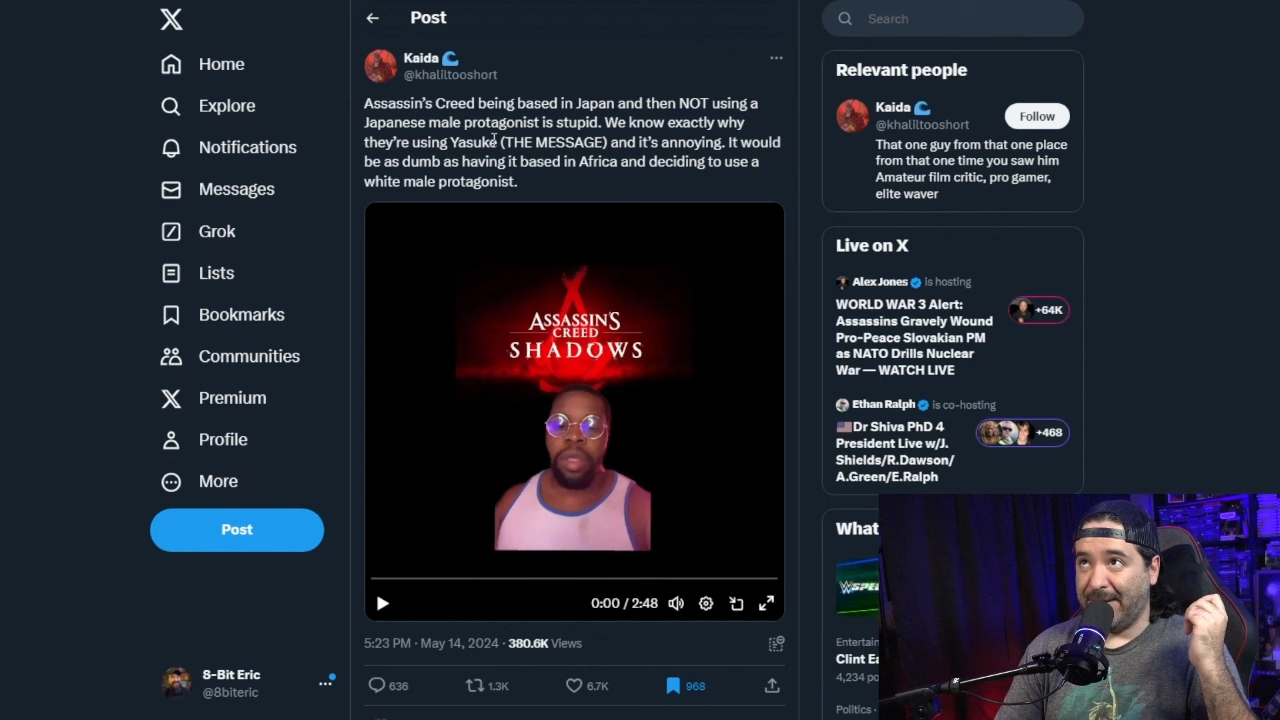 Post
Search
Home
Explore
Notifications
Messages
Grok
Lists
Bookmarks
Communities
Premium
Profile
More
Post
8-Bit Eric
@8biteric
Kaida
@khaliltooshort
Assassin's Creed being based in Japan and then NOT using a
Japanese male protagonist is stupid. We know exactly why
they're using Yasuke (THE MESSAGE) and it's annoying. It would
be as dumb as having it based in Africa and deciding to use a
white male protagonist.
ASSASSIN'S
CREED
SHADOWS
0:00 / 2:48
5:23 PM · May 14, 2024 · 380.6K Views
636
1.3K
6.7K
968
Relevant people
Kaida
@khaliltooshort
Follow
That one guy from that one place
from that one time you saw him
Amateur film critic, pro gamer,
elite waver
Live on X
Alex Jones is hosting
WORLD WAR 3 Alert:
Assassins Gravely Wound
Pro-Peace Slovakian PM
as NATO Drills Nuclear
War — WATCH LIVE
+64K
Ethan Ralph is co-hosting
Dr Shiva PhD 4
President Live w/J.
Shields/R.Dawson/
A.Green/E.Ralph
+468
What
Entertain
Clint Ea
4,234 po
Politics ·